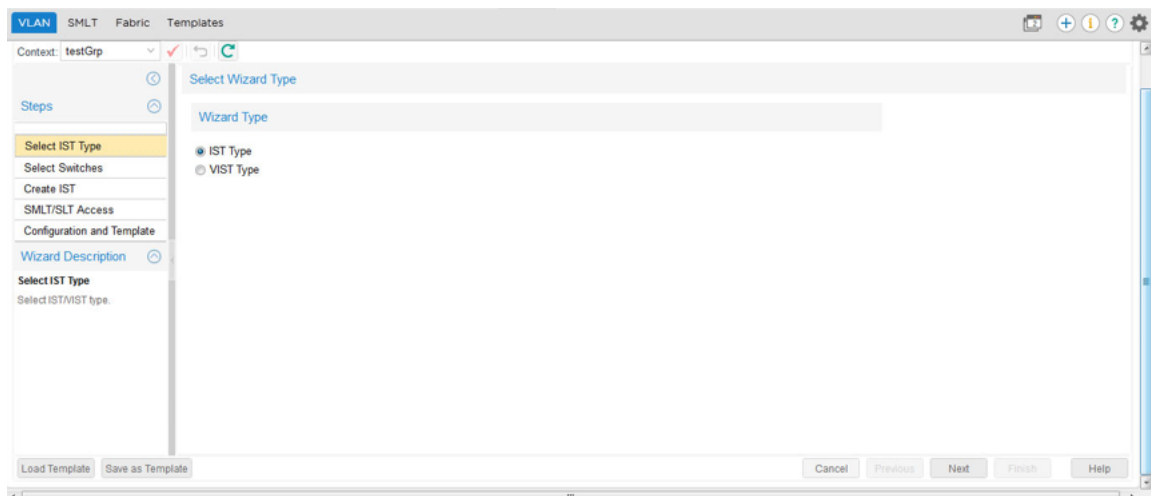 VLAN SMLT Fabric Templates
2
Context: testGrp
Select Wizard Type
Steps
Wizard Type
Select IST Type
IST Type
Select Switches
VIST Type
Create IST
SMLT/SLT Access
Configuration and Template
Wizard Description
Select IST Type
Select IST/VIST type.
Load Template Save as Template Cancel Previous Next Finish Help